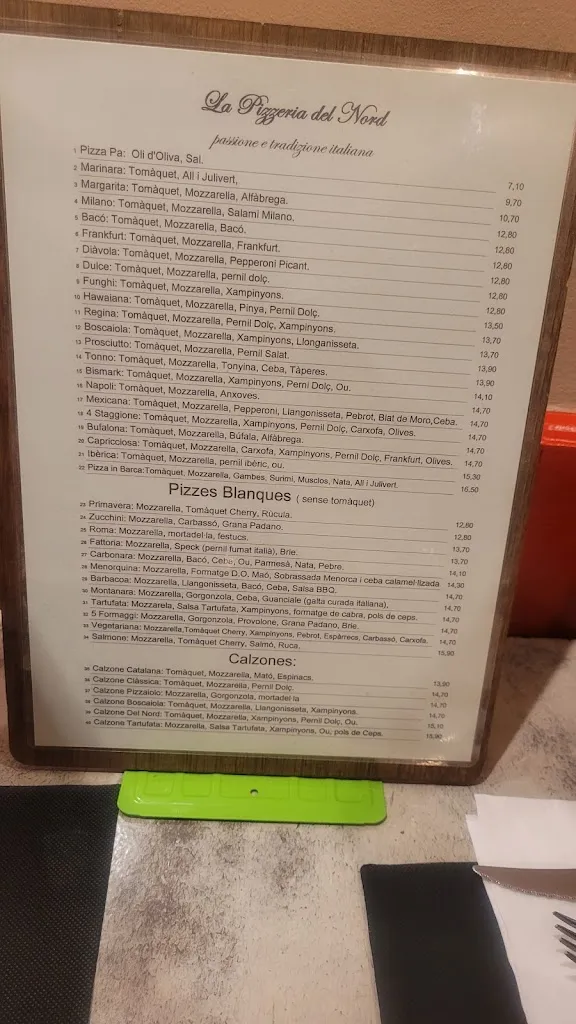 La Pizzeria del Nord
passione e tradizione italiana
1 Pizza Pa: Oli d'Oliva, Sal. 7,10
2 Marinara: Tomàquet, All i Julivert, 9,70
3 Margarita: Tomàquet, Mozzarella, Alfàbrega. 10,70
4 Milano: Tomàquet, Mozzarella, Salami Milano. 12,80
5 Bacó: Tomàquet, Mozzarella, Bacó. 12,80
6 Frankfurt: Tomàquet, Mozzarella, Frankfurt. 12,80
7 Diàvola: Tomàquet, Mozzarella, Pepperoni Picant. 12,80
8 Dulce: Tomàquet, Mozzarella, pernil dolç. 12,80
9 Funghi: Tomàquet, Mozzarella, Xampinyons. 12,80
10 Hawaiana: Tomàquet, Mozzarella, Pinya, Pernil Dolç. 13,50
11 Regina: Tomàquet, Mozzarella, Pernil Dolç, Xampinyons. 13,70
12 Boscaiola: Tomàquet, Mozzarella, Xampinyons, Llonganisseta. 13,70
13 Prosciutto: Tomàquet, Mozzarella, Pernil Salat. 13,90
14 Tonno: Tomàquet, Mozzarella, Tonyina, Ceba, Tàperes. 13,90
15 Bismark: Tomàquet, Mozzarella, Xampinyons, Perni Dolç, Ou. 14,10
16 Napoli: Tomàquet, Mozzarella, Anxoves. 14,70
17 Mexicana: Tomàquet, Mozzarella, Pepperoni, Llangonisseta, Pebrot, Blat de Moro,Ceba. 14,70
18 4 Staggione: Tomàquet, Mozzarella, Xampinyons, Pernil Dolç, Carxofa, Olives. 14,70
19 Bufalona: Tomàquet, Mozzarella, Búfala, Alfàbrega. 14,70
20 Capricciosa: Tomàquet, Mozzarella, Carxofa, Xampinyons, Pernil Dolç, Frankfurt, Olives. 14,70
21 Ibèrica: Tomàquet, Mozzarella, pernil ibèric, ou. 15,30
22 Pizza in Barca:Tomàquet, Mozzarella, Gambes, Surimi, Musclos, Nata, All i Julivert. 16,50
Pizzes Blanques ( sense tomàquet)
23 Primavera: Mozzarella, Tomàquet Cherry, Rúcula. 12,80
24 Zucchini: Mozzarella, Carbassó, Grana Padano. 12,80
25 Roma: Mozzarella, mortadel·la, festucs. 13,70
26 Fattoria: Mozzarella, Speck (pernil fumat italià), Brie. 13,70
27 Carbonara: Mozzarella, Bacó, Cebe, Ou, Parmesà, Nata, Pebre. 14,10
28 Menorquina: Mozzarella, Formatge D.O. Maó, Sobrassada Menorca i ceba calamel·litzada 14,30
29 Barbacoa: Mozzarella, Llangonisseta, Bacó, Ceba, Salsa BBQ. 14,70
30 Montanara: Mozzarella, Gorgonzola, Ceba, Guanciale (galta curada italiana), 14,70
31 Tartufata: Mozzarela, Salsa Tartufata, Xampinyons, formatge de cabra, pols de ceps. 14,70
32 5 Formaggi: Mozzarella, Gorgonzola, Provolone, Grana Padano, Brie. 14,70
33 Vegetariana: Mozzarella,Tomàquet Cherry, Xampinyons, Pebrot, Espàrrecs, Carbassó, Carxofa. 14,70
34 Salmone: Mozzarella, Tomàquet Cherry, Salmó, Ruca. 15,90
Calzones:
35 Calzone Catalana: Tomàquet, Mozzarella, Mató, Espinacs. 13,90
36 Calzone Clàssica: Tomàquet, Mozzarella, Pernil Dolç. 14,70
37 Calzone Pizzaiolo: Mozzarella, Gorgonzola, mortadel·la 14,70
38 Calzone Boscaiola: Tomàquet, Mozzarella, Llangonisseta, Xampinyons. 14,70
39 Calzone Del Nord: Tomàquet, Mozzarella, Xampinyons, Pernil Dolç, Ou. 15,10
40 Calzone Tartufata: Mozzarella, Salsa Tartufata, Xampinyons, Ou, pols de Ceps. 15,90